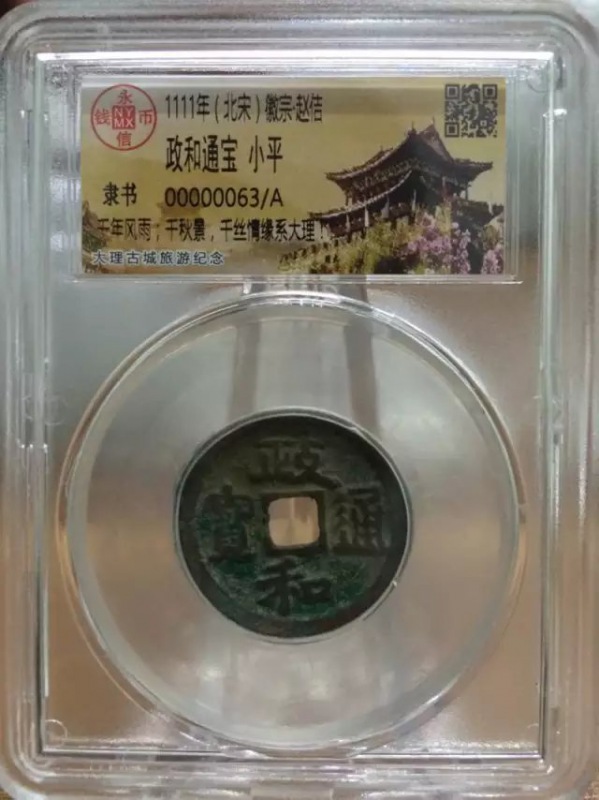 永
钱 NYMX 币
信
1111年(北宋)徽宗·赵佶
政和通宝 小平
隶书 00000063/A
千年风雨；千秋景，千丝情缘系大理！
大理古城旅游纪念
政
寳 通
和